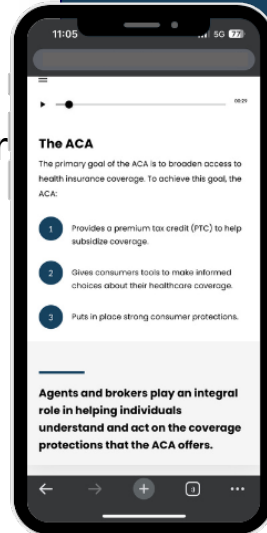 11:05
5G 77
00:29
The ACA
The primary goal of the ACA is to broaden access to
health insurance coverage. To achieve this goal, the
ACA:
1 Provides a premium tax credit (PTC) to help
subsidize coverage.
2 Gives consumers tools to make informed
choices about their healthcare coverage.
3 Puts in place strong consumer protections.
Agents and brokers play an integral
role in helping individuals
understand and act on the coverage
protections that the ACA offers.